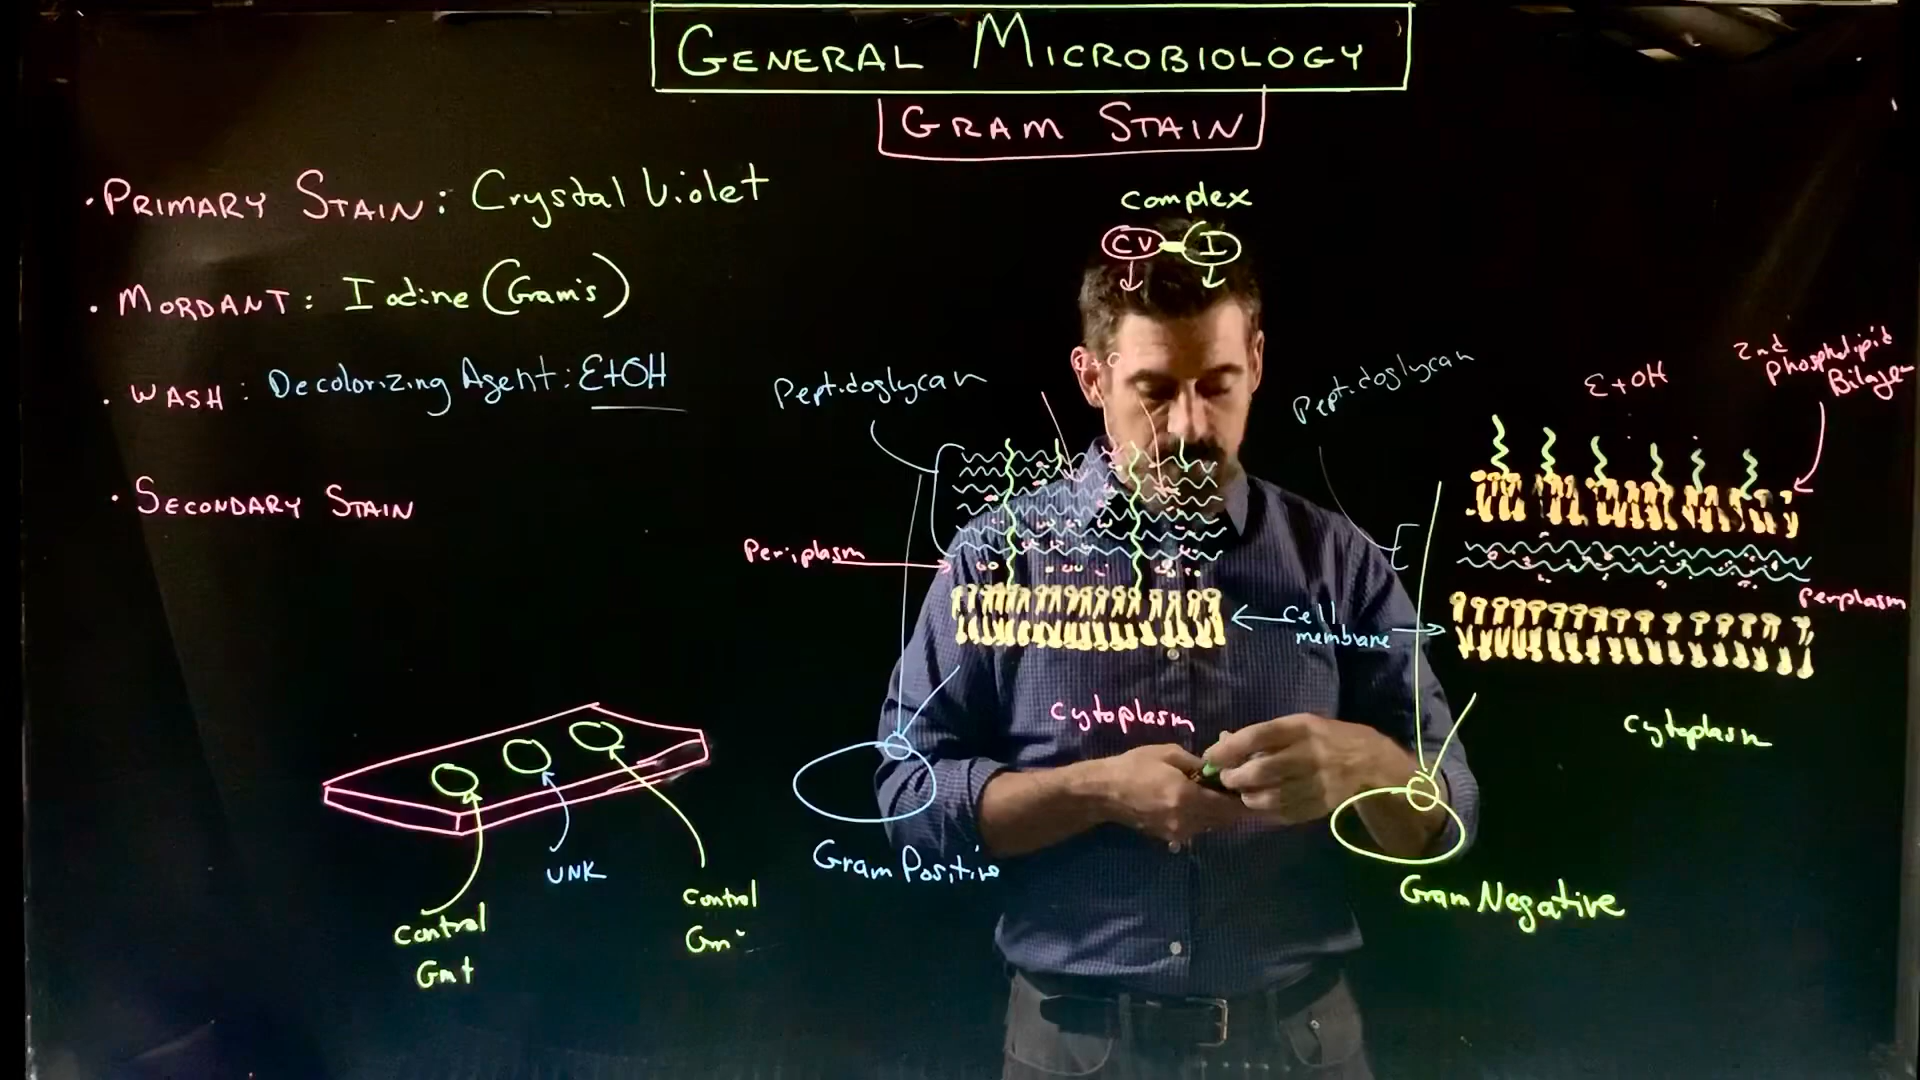 GENERAL MICROBIOLOGY
GRAM STAIN
• PRIMARY STAIN: Crystal Violet
• MORDANT: Iodine (Gram's)
• WASH: Decolorizing Agent: EtOH
• SECONDARY STAIN
Complex
CV I
Peptidoglycan
Periplasm
Cell
membrane
Cytoplasm
Gram Positive
Peptidoglycan
EtOH
2nd
Phospholipid
Bilayer
Perplasm
Cytoplasm
Gram Negative
Control
Gm+
UNK
Control
Gm-